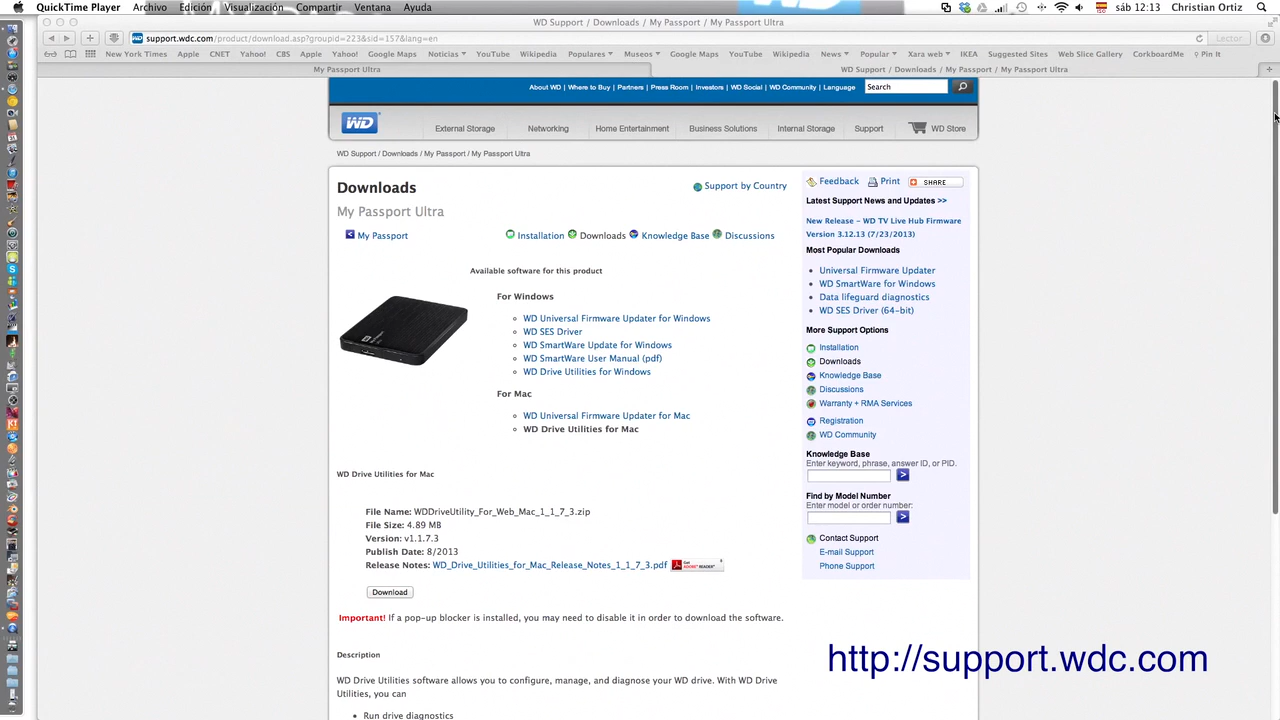 QuickTime Player Archivo Edición Visualización Compartir Ventana Ayuda sáb 12:13 Christian Ortiz
WD Support / Downloads / My Passport / My Passport Ultra
support.wdc.com/product/download.asp?groupid=223&sid=157&lang=en Lector
New York Times Apple CNET Yahoo! CBS Apple Yahoo! Google Maps Noticias YouTube Wikipedia Populares Museos Google Maps YouTube Wikipedia News Popular Xara web IKEA Suggested Sites Web Slice Gallery CorkboardMe Pin It
My Passport Ultra WD Support / Downloads / My Passport / My Passport Ultra
About WD | Where to Buy | Partners | Press Room | Investors | WD Social | WD Community | Language Search
WD External Storage Networking Home Entertainment Business Solutions Internal Storage Support WD Store
WD Support / Downloads / My Passport / My Passport Ultra
Downloads
Support by Country
My Passport Ultra
My Passport Installation Downloads Knowledge Base Discussions
Available software for this product
For Windows
WD Universal Firmware Updater for Windows
WD SES Driver
WD SmartWare Update for Windows
WD SmartWare User Manual (pdf)
WD Drive Utilities for Windows
For Mac
WD Universal Firmware Updater for Mac
WD Drive Utilities for Mac
WD Drive Utilities for Mac
File Name: WDDriveUtility_For_Web_Mac_1_1_7_3.zip
File Size: 4.89 MB
Version: v1.1.7.3
Publish Date: 8/2013
Release Notes: WD_Drive_Utilities_for_Mac_Release_Notes_1_1_7_3.pdf
Download
Important! If a pop-up blocker is installed, you may need to disable it in order to download the software.
Description
WD Drive Utilities software allows you to configure, manage, and diagnose your WD drive. With WD Drive
Utilities, you can
Run drive diagnostics
Feedback Print SHARE
Latest Support News and Updates >>
New Release – WD TV Live Hub Firmware
Version 3.12.13 (7/23/2013)
Most Popular Downloads
Universal Firmware Updater
WD SmartWare for Windows
Data lifeguard diagnostics
WD SES Driver (64-bit)
More Support Options
Installation
Downloads
Knowledge Base
Discussions
Warranty + RMA Services
Registration
WD Community
Knowledge Base
Enter keyword, phrase, answer ID, or PID.
Find by Model Number
Enter model or order number:
Contact Support
E-mail Support
Phone Support
http://support.wdc.com